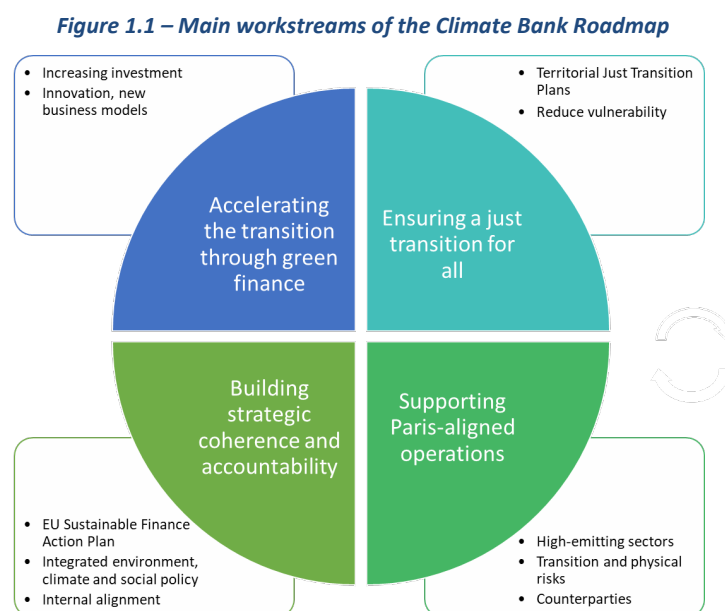 Figure 1.1 – Main workstreams of the Climate Bank Roadmap
• Increasing investment
• Innovation, new
business models
• Territorial Just Transition
Plans
• Reduce vulnerability
Accelerating
the transition
through green
finance
Ensuring a just
transition for
all
Building
strategic
coherence and
accountability
Supporting
Paris-aligned
operations
• EU Sustainable Finance
Action Plan
• Integrated environment,
climate and social policy
• Internal alignment
• High-emitting sectors
• Transition and physical
risks
• Counterparties